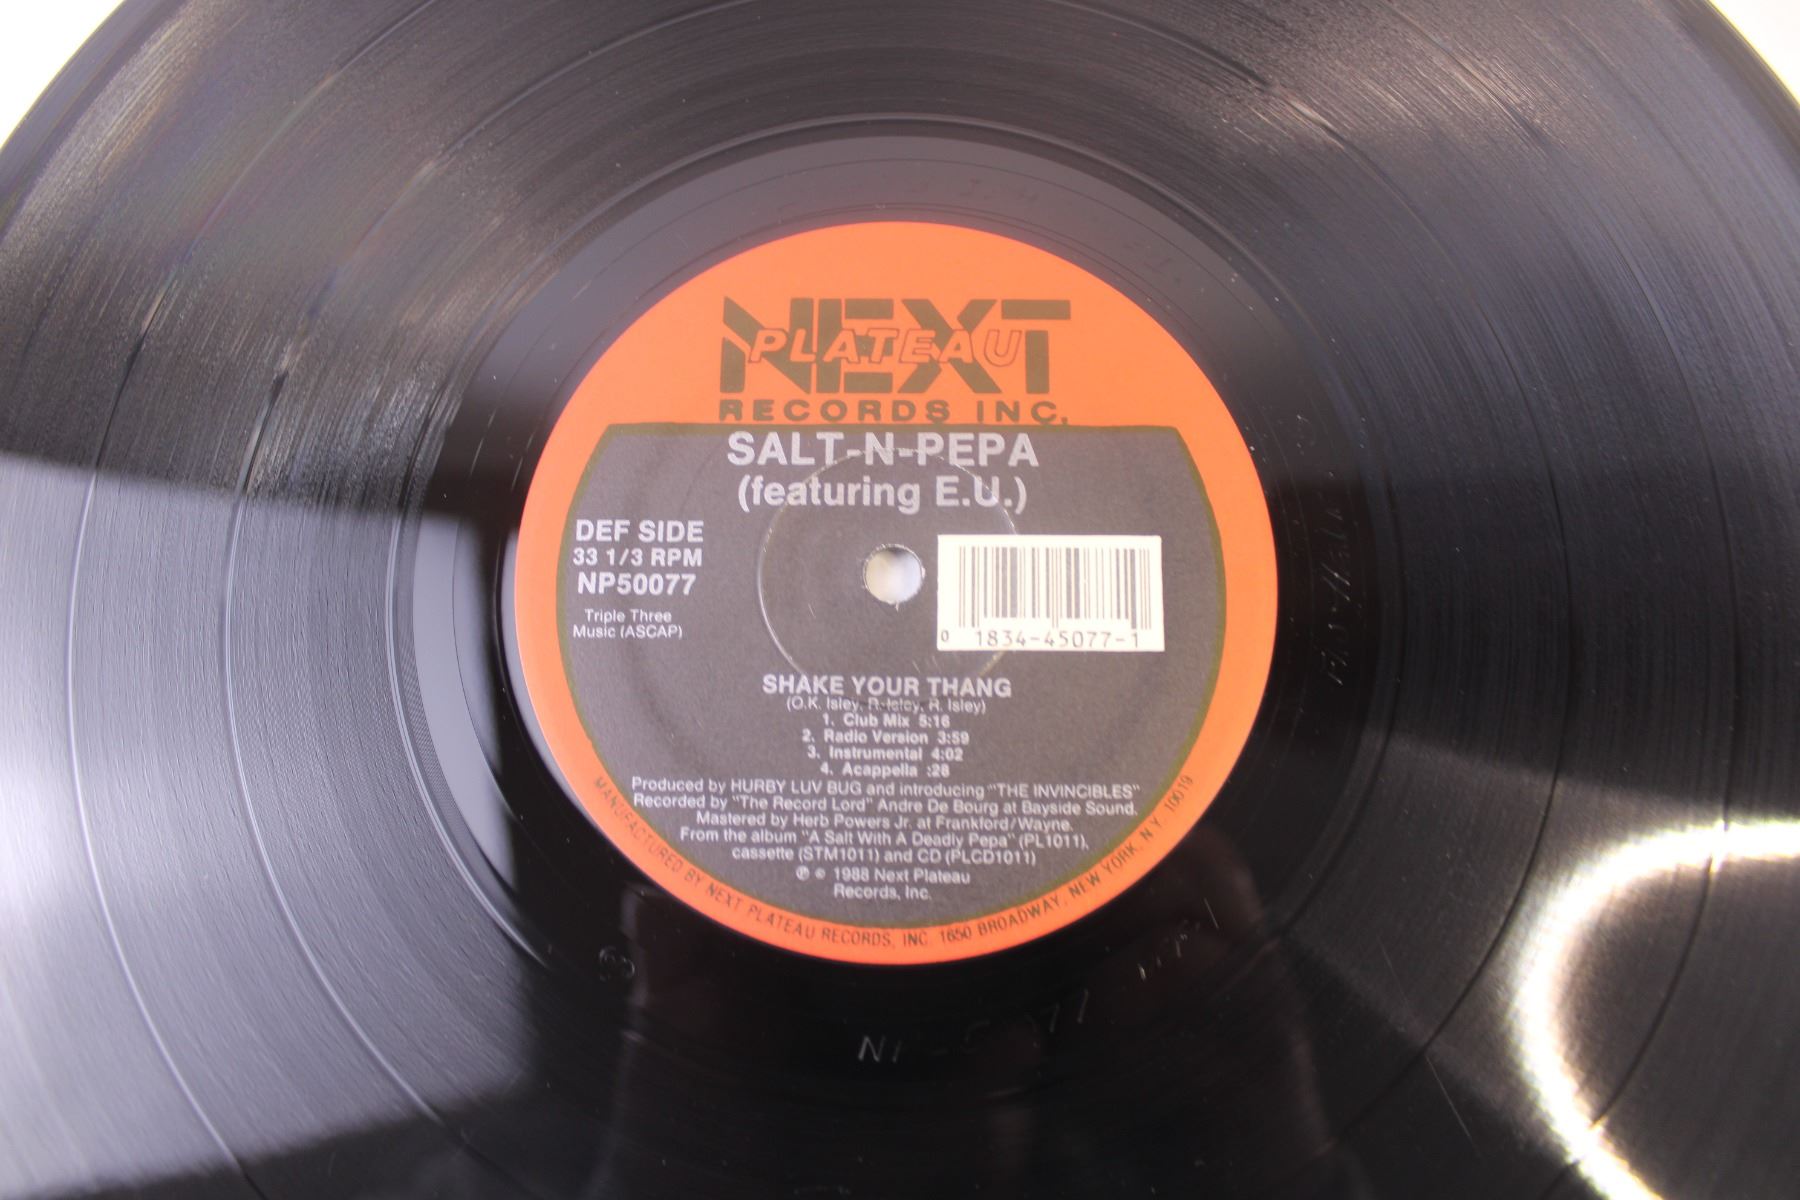 NEXT
PLATEAU
RECORDS INC.
SALT-N-PEPA
(featuring E.U.)
DEF SIDE
33 1/3 RPM
NP50077
Triple Three
Music (ASCAP)
0 1834-45077-1
SHAKE YOUR THANG
(O.K. Isley, R. Isley, R. Isley)
1. Club Mix 5:16
2. Radio Version 3:59
3. Instrumental 4:02
4. Acappella :28
Produced by HURBY LUV BUG and introducing "THE INVINCIBLES"
Recorded by "The Record Lord" Andre De Bourg at Bayside Sound.
Mastered by Herb Powers Jr. at Frankford/Wayne.
From the album "A Salt With A Deadly Pepa" (PL1011),
cassette (STM1011) and CD (PLCD1011)
℗ © 1988 Next Plateau
Records, Inc.
MANUFACTURED BY NEXT PLATEAU RECORDS, INC. 1650 BROADWAY, NEW YORK, N.Y. 10019